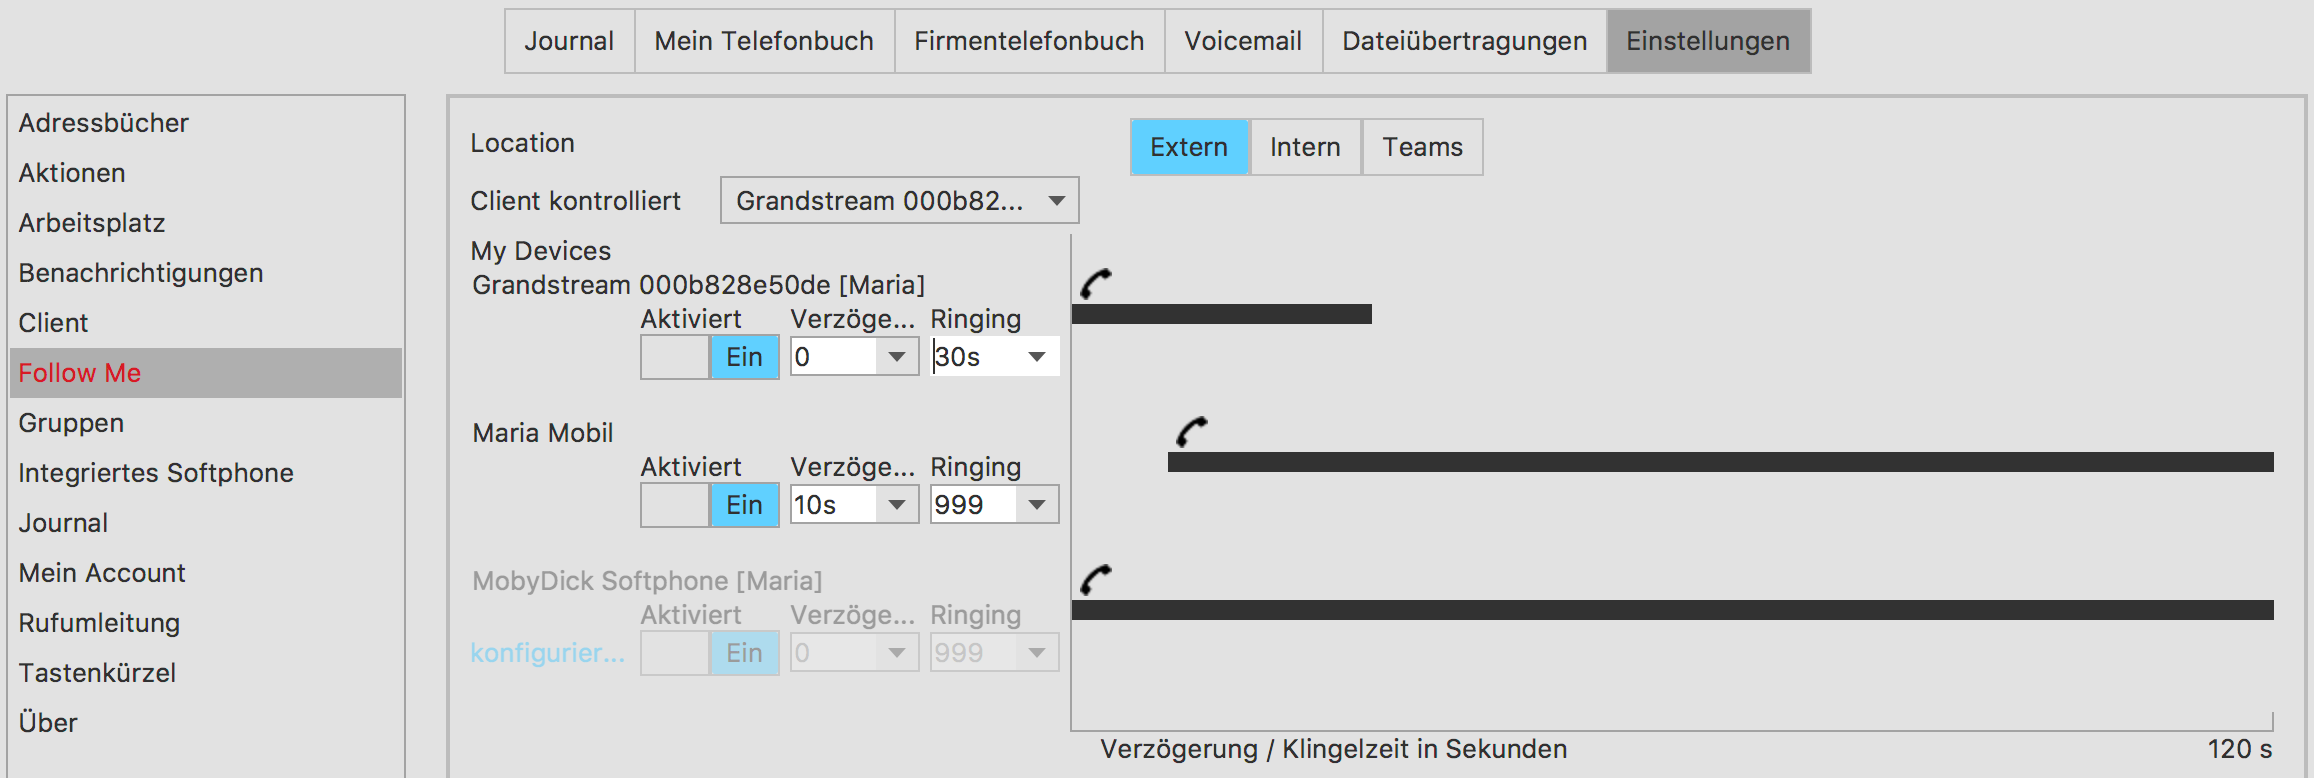 Journal Mein Telefonbuch Firmentelefonbuch Voicemail Dateiübertragungen Einstellungen
Adressbücher
Aktionen
Arbeitsplatz
Benachrichtigungen
Client
Follow Me
Gruppen
Integriertes Softphone
Journal
Mein Account
Rufumleitung
Tastenkürzel
Über
Location
Extern Intern Teams
Client kontrolliert Grandstream 000b82...
My Devices
Grandstream 000b828e50de [Maria]
Aktiviert Verzöge... Ringing
Ein 0 30s
Maria Mobil
Aktiviert Verzöge... Ringing
Ein 10s 999
MobyDick Softphone [Maria]
Aktiviert Verzöge... Ringing
konfigurier... Ein 0 999
Verzögerung / Klingelzeit in Sekunden 120 s